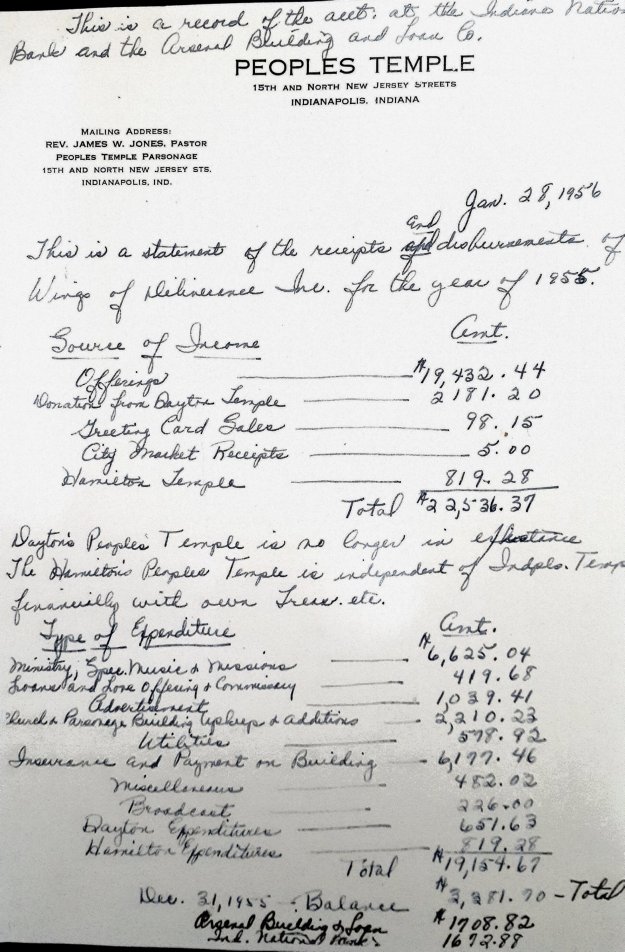 This is a record of the acct. at the Indiana Nation
Bank and the Arsenal Building and Loan Co.
PEOPLES TEMPLE
15TH AND NORTH NEW JERSEY STREETS
INDIANAPOLIS, INDIANA
MAILING ADDRESS:
REV. JAMES W. JONES, PASTOR
PEOPLES TEMPLE PARSONAGE
15TH AND NORTH NEW JERSEY STS.
INDIANAPOLIS, IND.
Jan. 28, 1956
and
This is a statement of the receipts disbursements of
Wings of Deliverance Inc. for the year of 1955.
Source of Income Amt.
Offerings $19,432.44
Donation from Dayton Temple 2181.20
Greeting Card Sales 98.15
City Market Receipts 5.00
Hamilton Temple 819.28
Total $22,536.37
Dayton's Peoples Temple is no longer in exhistance
The Hamilton's Peoples Temple is independent of Indpls. Temp
financially with own Treas. etc.
Type of Expenditure Amt.
Ministry, Spec. Music & Missions $6,625.04
Loans and Love Offering & Commissary 419.68
Advertisement 1,039.41
Church & Parsonage Building Upkeep & additions 2,210.23
Utilities 578.92
Insurance and Payment on Building 6,177.46
Miscellaneous 482.02
Broadcast 226.00
Dayton Expenditures 651.63
Hamilton Expenditures 819.28
Total $19,154.67
Dec. 31, 1955 - Balance $3,381.70 - Total
Arsenal Building & Loan $1708.82
Ind. National Bank 1672.88